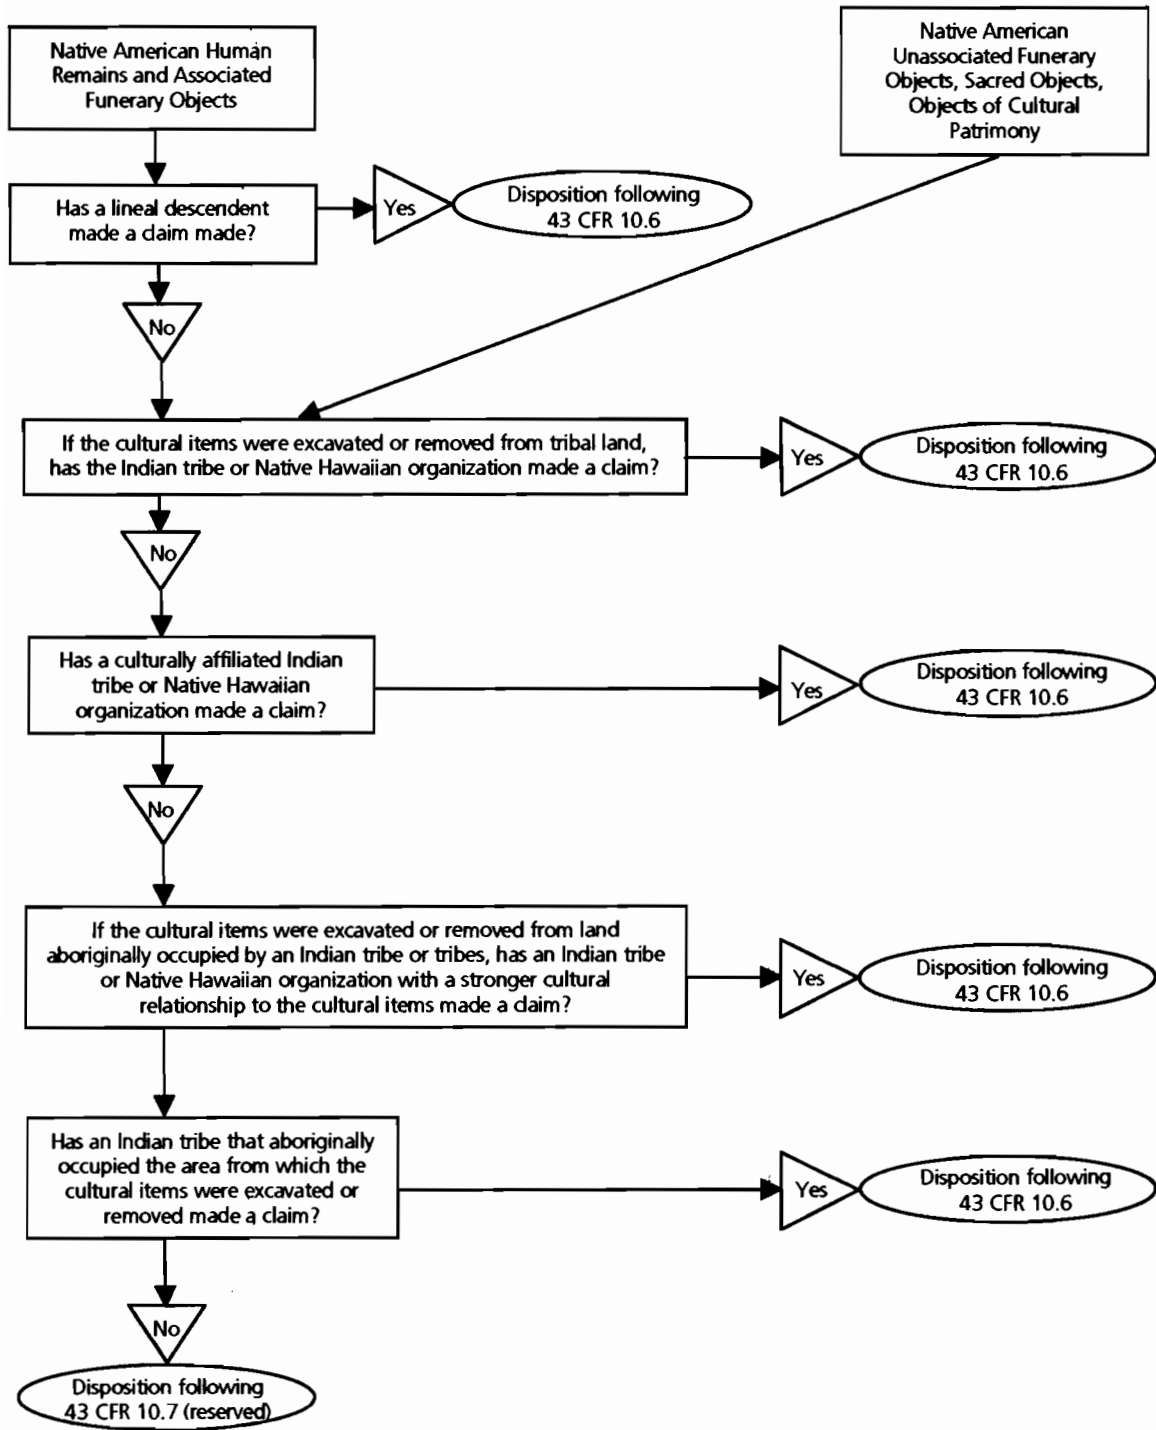 Native American Human
Remains and Associated
Funerary Objects
Native American
Unassociated Funerary
Objects, Sacred Objects,
Objects of Cultural
Patrimony
Has a lineal descendent
made a claim made?
Yes
Disposition following
43 CFR 10.6
No
If the cultural items were excavated or removed from tribal land,
has the Indian tribe or Native Hawaiian organization made a claim?
Yes
Disposition following
43 CFR 10.6
No
Has a culturally affiliated Indian
tribe or Native Hawaiian
organization made a claim?
Yes
Disposition following
43 CFR 10.6
No
If the cultural items were excavated or removed from land
aboriginally occupied by an Indian tribe or tribes, has an Indian tribe
or Native Hawaiian organization with a stronger cultural
relationship to the cultural items made a claim?
Yes
Disposition following
43 CFR 10.6
Has an Indian tribe that aboriginally
occupied the area from which the
cultural items were excavated or
removed made a claim?
Yes
Disposition following
43 CFR 10.6
No
Disposition following
43 CFR 10.7 (reserved)